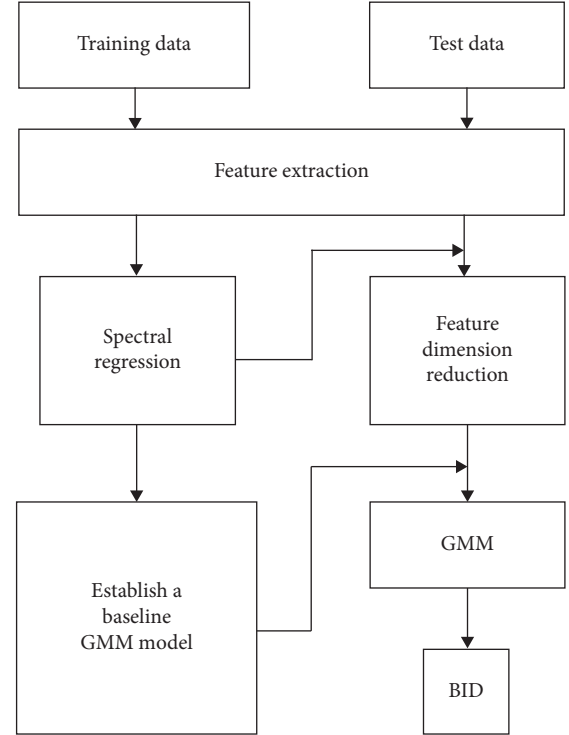 Training data
Test data
Feature extraction
Spectral
regression
Feature
dimension
reduction
Establish a
baseline
GMM model
GMM
BID